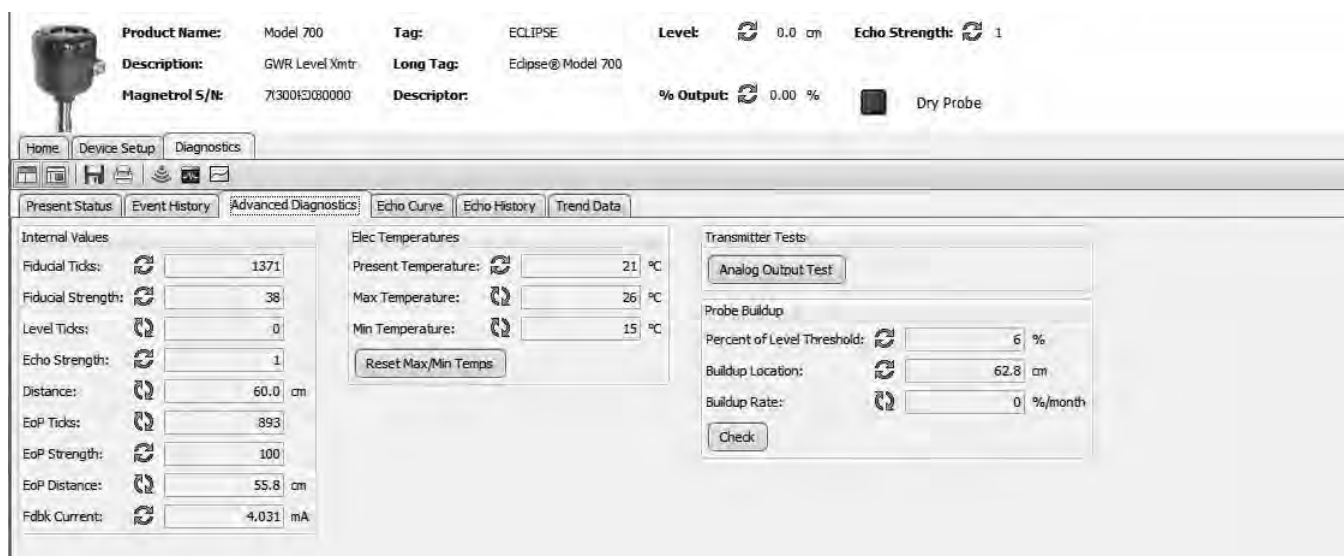 Product Name: Model 700 Tag: ECLIPSE Level: 0.0 cm Echo Strength: 1
Description: GWR Level Xmtr Long Tag: Eclipse® Model 700
Magnetrol S/N: Descriptor: % Output: 0.00 % Dry Probe
Home Device Setup Diagnostics
Present Status Event History Advanced Diagnostics Echo Curve Echo History Trend Data
Internal Values
Fiducial Ticks: 1371
Fiducial Strength: 38
Level Ticks: 0
Echo Strength: 1
Distance: 60.0 cm
EoP Ticks: 893
EoP Strength: 100
EoP Distance: 55.8 cm
Fdbk Current: 4.031 mA
Elec Temperatures
Present Temperature: 21 °C
Max Temperature: 26 °C
Min Temperature: 15 °C
Reset Max/Min Temps
Transmitter Tests
Analog Output Test
Probe Buildup
Percent of Level Threshold: 6 %
Buildup Location: 62.8 cm
Buildup Rate: 0 %/month
Check